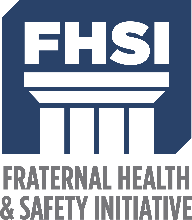 FHSI
FRATERNAL HEALTH
& SAFETY INITIATIVE